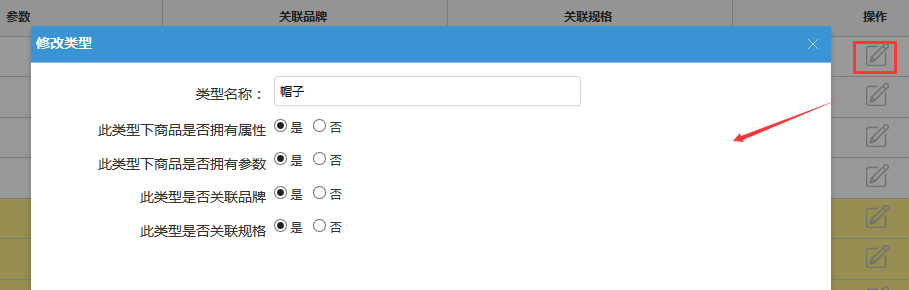 参数 关联品牌 关联规格 操作
修改类型
类型名称： 帽子
此类型下商品是否拥有属性 是 否
此类型下商品是否拥有参数 是 否
此类型是否关联品牌 是 否
此类型是否关联规格 是 否